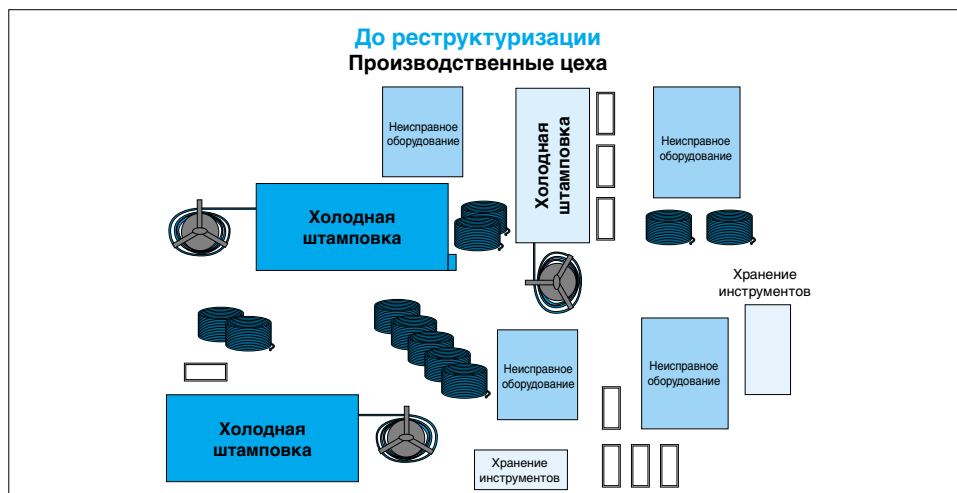 До реструктуризации
Производственные цеха
Неисправное
оборудование
Холодная
штамповка
Неисправное
оборудование
Холодная
штамповка
Хранение
инструментов
Неисправное
оборудование
Неисправное
оборудование
Холодная
штамповка
Хранение
инструментов